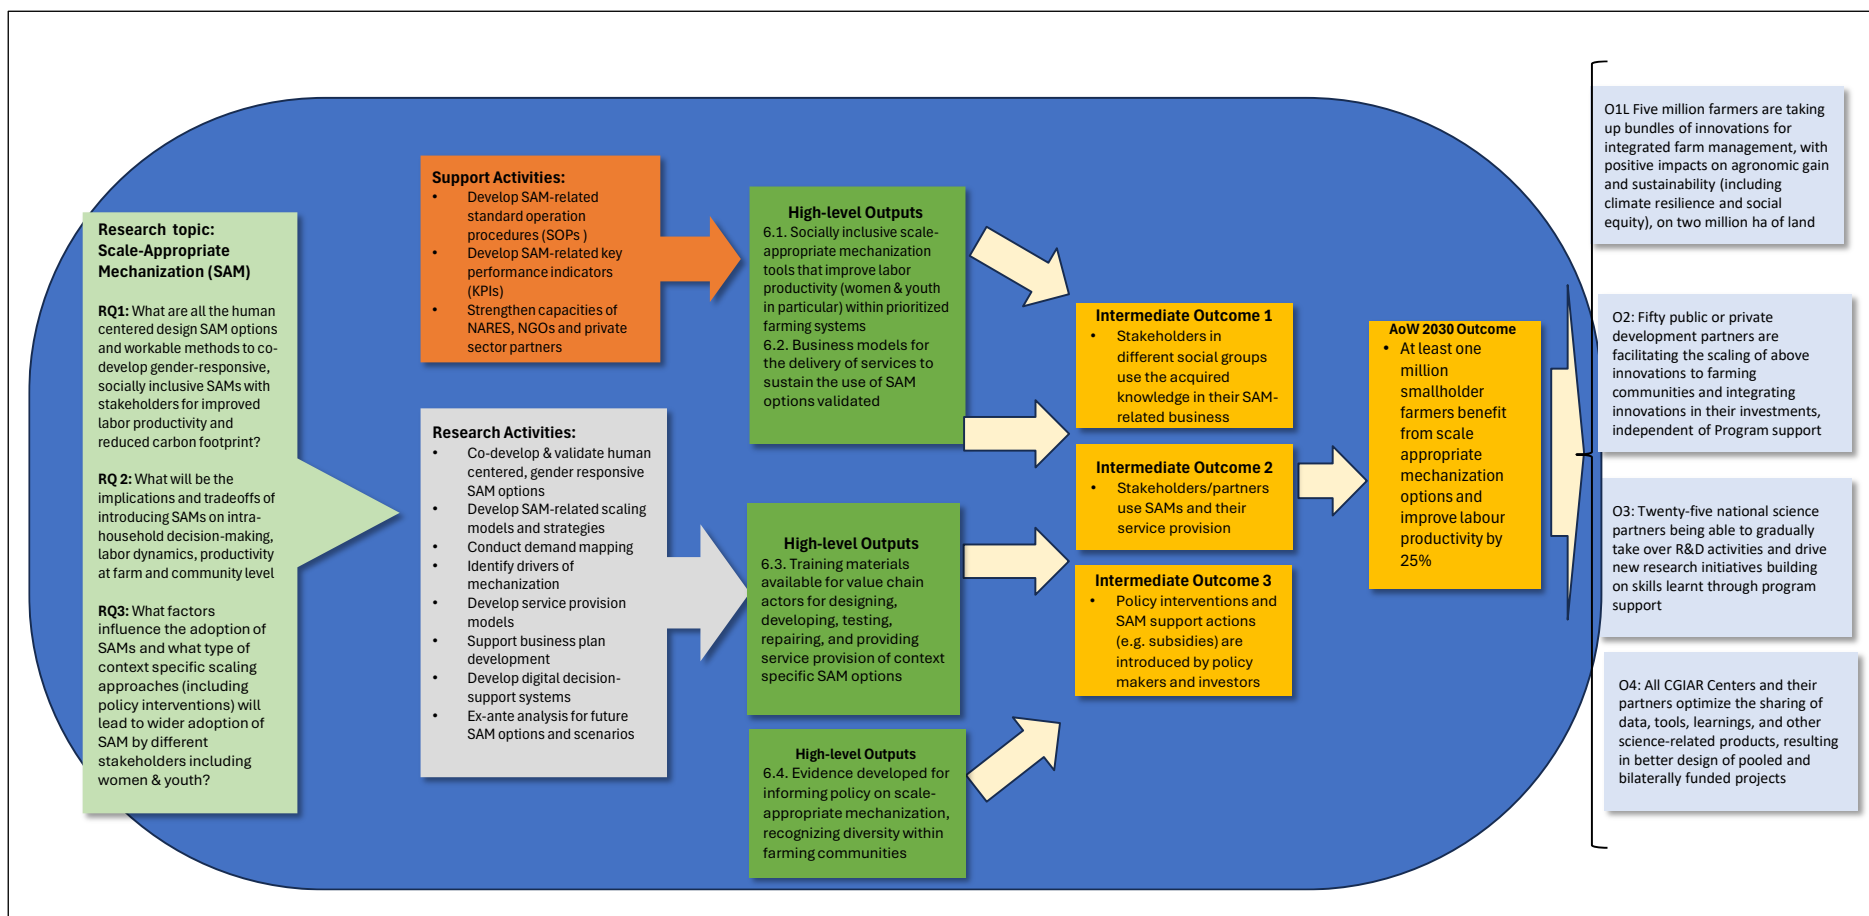 Research topic:
Scale-Appropriate
Mechanization (SAM)
RQ1: What are all the human
centered design SAM options
and workable methods to co-
develop gender-responsive,
socially inclusive SAMs with
stakeholders for improved
labor productivity and
reduced carbon footprint?
RQ 2: What will be the
implications and tradeoffs of
introducing SAMs on intra-
household decision-making,
labor dynamics, productivity
at farm and community level
RQ3: What factors
influence the adoption of
SAMs and what type of
context specific scaling
approaches (including
policy interventions) will
lead to wider adoption of
SAM by different
stakeholders including
women & youth?
Support Activities:
• Develop SAM-related
standard operation
procedures (SOPs )
• Develop SAM-related key
performance indicators
(KPIs)
• Strengthen capacities of
NARES, NGOs and private
sector partners
Research Activities:
• Co-develop & validate human
centered, gender responsive
SAM options
• Develop SAM-related scaling
models and strategies
• Conduct demand mapping
• Identify drivers of
mechanization
• Develop service provision
models
• Support business plan
development
• Develop digital decision-
support systems
• Ex-ante analysis for future
SAM options and scenarios
High-level Outputs
6.1. Socially inclusive scale-
appropriate mechanization
tools that improve labor
productivity (women & youth
in particular) within prioritized
farming systems
6.2. Business models for
the delivery of services to
sustain the use of SAM
options validated
High-level Outputs
6.3. Training materials
available for value chain
actors for designing,
developing, testing,
repairing, and providing
service provision of context
specific SAM options
High-level Outputs
6.4. Evidence developed for
informing policy on scale-
appropriate mechanization,
recognizing diversity within
farming communities
Intermediate Outcome 1
• Stakeholders in
different social groups
use the acquired
knowledge in their SAM-
related business
Intermediate Outcome 2
• Stakeholders/partners
use SAMs and their
service provision
Intermediate Outcome 3
• Policy interventions and
SAM support actions
(e.g. subsidies) are
introduced by policy
makers and investors
AoW 2030 Outcome
• At least one
million
smallholder
farmers benefit
from scale
appropriate
mechanization
options and
improve labour
productivity by
25%
O1L Five million farmers are taking
up bundles of innovations for
integrated farm management, with
positive impacts on agronomic gain
and sustainability (including
climate resilience and social
equity), on two million ha of land
O2: Fifty public or private
development partners are
facilitating the scaling of above
innovations to farming
communities and integrating
innovations in their investments,
independent of Program support
O3: Twenty-five national science
partners being able to gradually
take over R&D activities and drive
new research initiatives building
on skills learnt through program
support
O4: All CGIAR Centers and their
partners optimize the sharing of
data, tools, learnings, and other
science-related products, resulting
in better design of pooled and
bilaterally funded projects